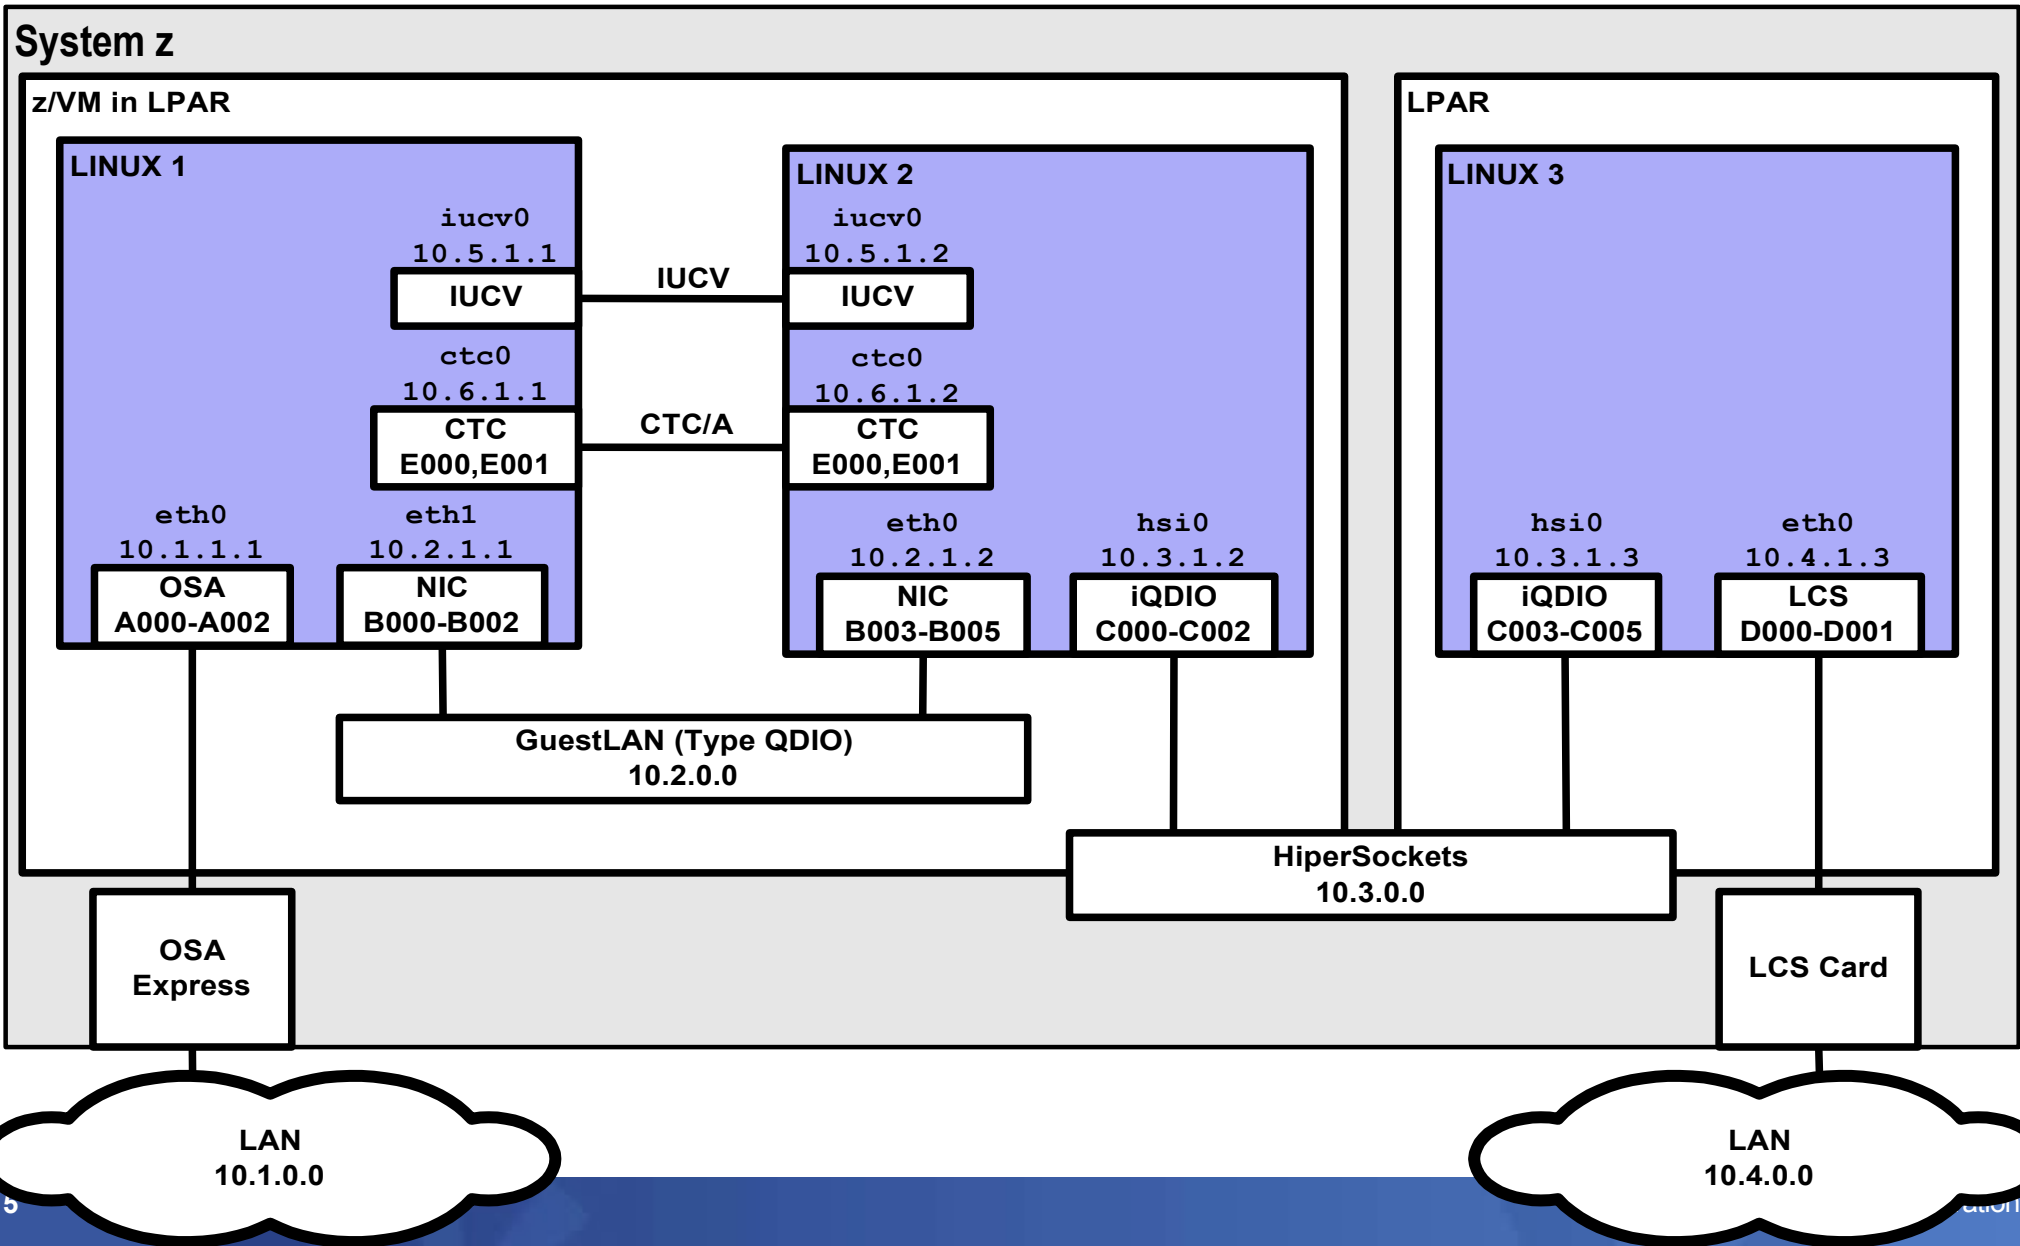 System z
z/VM in LPAR
LINUX 1
iucv0
10.5.1.1
IUCV
ctc0
10.6.1.1
CTC
E000,E001
eth0
10.1.1.1
OSA
A000-A002
eth1
10.2.1.1
NIC
B000-B002
IUCV
CTC/A
LINUX 2
iucv0
10.5.1.2
IUCV
ctc0
10.6.1.2
CTC
E000,E001
eth0
10.2.1.2
NIC
B003-B005
hsi0
10.3.1.2
iQDIO
C000-C002
GuestLAN (Type QDIO)
10.2.0.0
LPAR
LINUX 3
hsi0
10.3.1.3
iQDIO
C003-C005
eth0
10.4.1.3
LCS
D000-D001
HiperSockets
10.3.0.0
OSA
Express
LCS Card
LAN
10.1.0.0
LAN
10.4.0.0
5